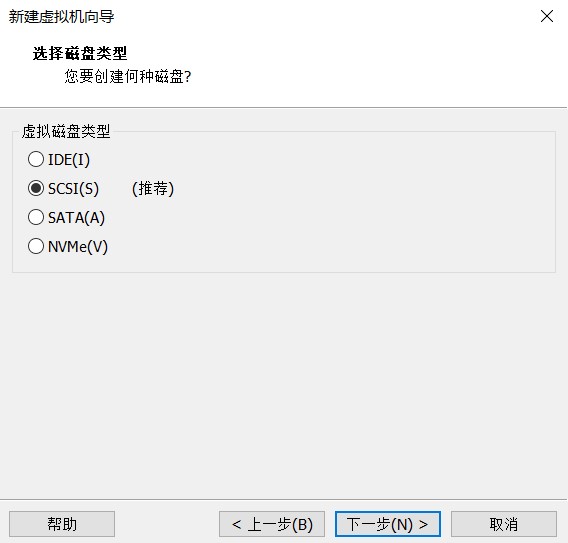 新建虚拟机向导
选择磁盘类型
您要创建何种磁盘?
虚拟磁盘类型
IDE(I)
SCSI(S) (推荐)
SATA(A)
NVMe(V)
帮助 < 上一步(B) 下一步(N) > 取消